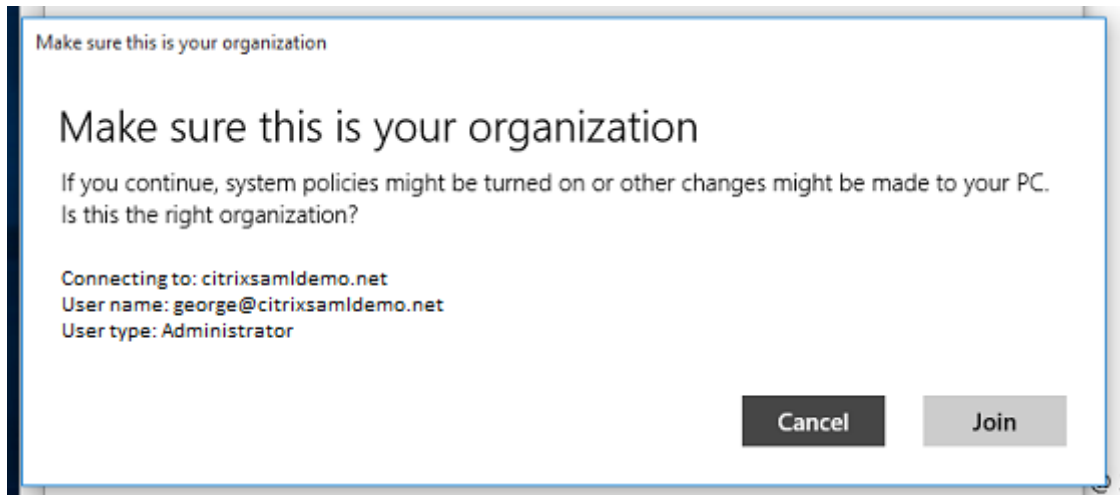 Make sure this is your organization
Make sure this is your organization
If you continue, system policies might be turned on or other changes might be made to your PC.
Is this the right organization?
Connecting to: citrixsamldemo.net
User name: george@citrixsamldemo.net
User type: Administrator
Cancel
Join